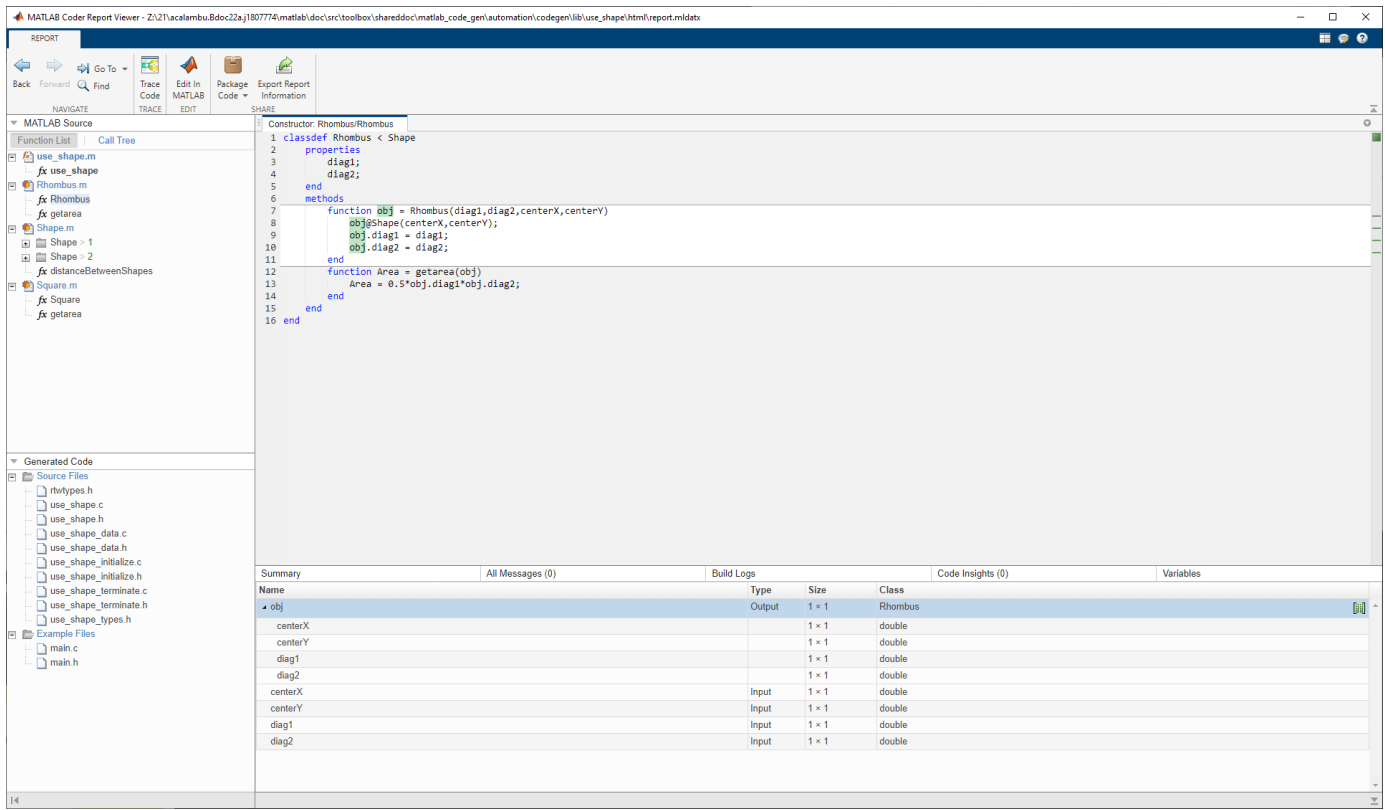 MATLAB Coder Report Viewer - Z:\21\acalambu.Bdoc22a.j1807774\matlab\doc\src\toolbox\shareddoc\matlab_code_gen\automation\codegen\lib\use_shape\html\report.mldatx
REPORT
Back
Forward
Go To
Find
Trace Code
Edit In MATLAB
Package Code
Export Report Information
NAVIGATE
TRACE
EDIT
SHARE
MATLAB Source
Function List
Call Tree
use_shape.m
fx use_shape
Rhombus.m
fx Rhombus
fx getarea
Shape.m
Shape > 1
Shape > 2
fx distanceBetweenShapes
Square.m
fx Square
fx getarea
Generated Code
Source Files
rtwtypes.h
use_shape.c
use_shape.h
use_shape_data.c
use_shape_data.h
use_shape_initialize.c
use_shape_initialize.h
use_shape_terminate.c
use_shape_terminate.h
use_shape_types.h
Example Files
main.c
main.h
Constructor: Rhombus/Rhombus
1 classdef Rhombus < Shape
2     properties
3         diag1;
4         diag2;
5     end
6     methods
7         function obj = Rhombus(diag1,diag2,centerX,centerY)
8             obj@Shape(centerX,centerY);
9             obj.diag1 = diag1;
10             obj.diag2 = diag2;
11         end
12         function Area = getarea(obj)
13             Area = 0.5*obj.diag1*obj.diag2;
14         end
15     end
16 end
Summary All Messages (0) Build Logs Code Insights (0) Variables
Name Type Size Class
obj Output 1 × 1 Rhombus
centerX 1 × 1 double
centerY 1 × 1 double
diag1 1 × 1 double
diag2 1 × 1 double
centerX Input 1 × 1 double
centerY Input 1 × 1 double
diag1 Input 1 × 1 double
diag2 Input 1 × 1 double